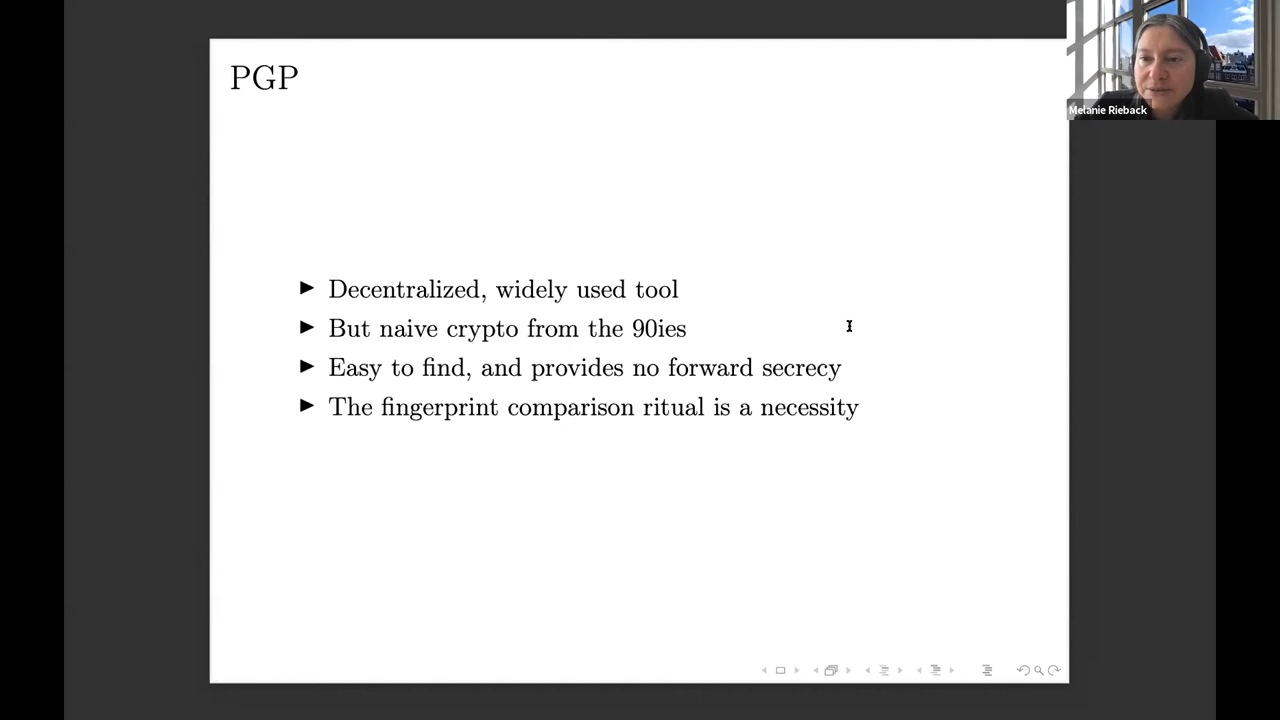 PGP
Melanie Rieback
▶ Decentralized, widely used tool
▶ But naive crypto from the 90ies
▶ Easy to find, and provides no forward secrecy
▶ The fingerprint comparison ritual is a necessity